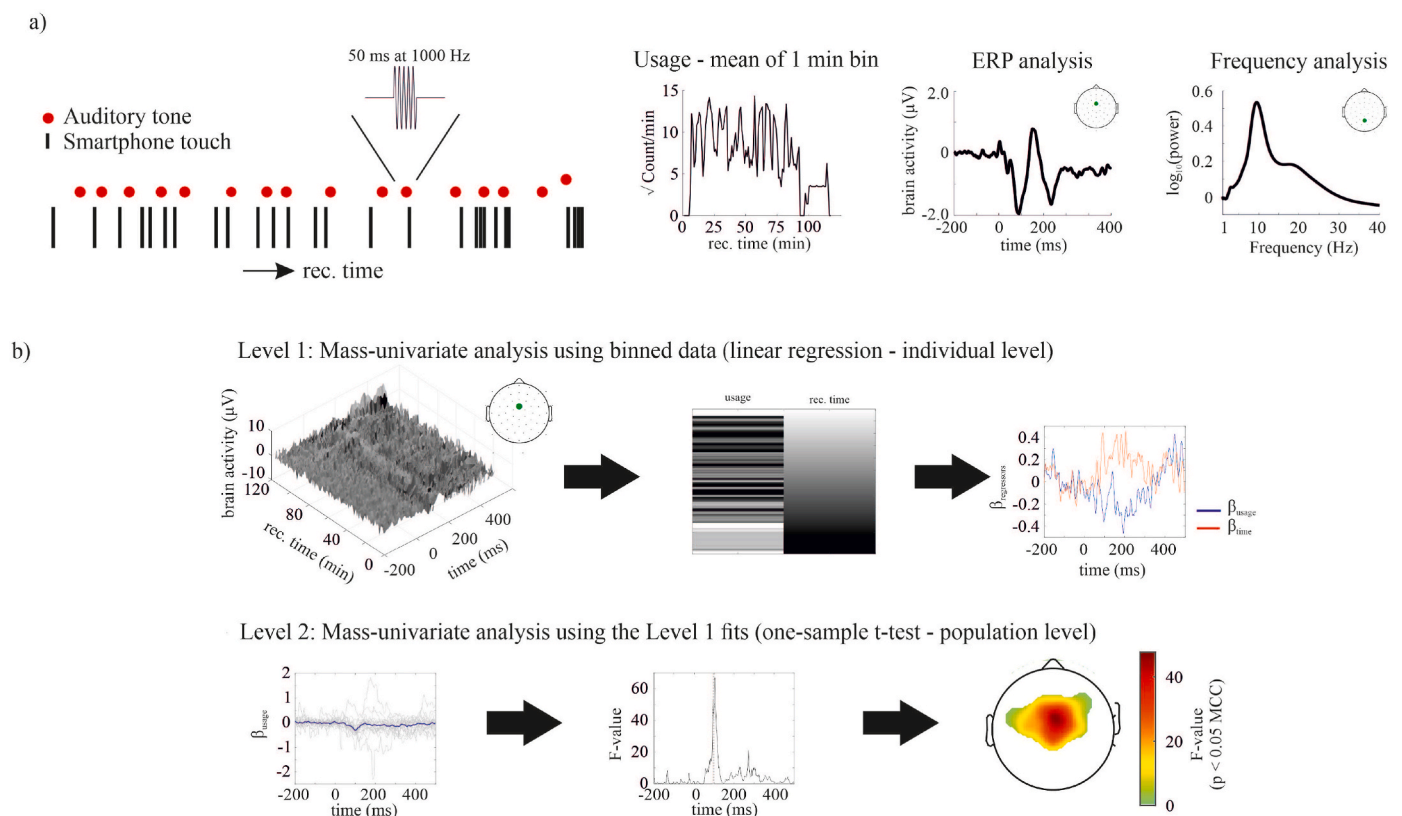 a)
50 ms at 1000 Hz
Auditory tone
Smartphone touch
rec. time
Usage - mean of 1 min bin
√Count/min
15
10
5
0
0 25 50 75 100
rec. time (min)
ERP analysis
brain activity (µV)
2.0
0
-2.0
-200 0 200 400
time (ms)
Frequency analysis
log10(power)
0.6
0.4
0.2
0
1 10 20 30 40
Frequency (Hz)
b)
Level 1: Mass-univariate analysis using binned data (linear regression - individual level)
brain activity (µV)
10
0
-10
120
80
40
0
rec. time (min)
-200
0
200
400
time (ms)
usage rec. time
βregressors
0.4
0.2
0
-0.2
-0.4
-200 0 200 400
time (ms)
βusage
βtime
Level 2: Mass-univariate analysis using the Level 1 fits (one-sample t-test - population level)
βusage
2
1
0
-1
-2
-200 0 200 400
time (ms)
F-value
60
40
20
0
-200 0 200 400
time (ms)
40
20
0
F-value
(p < 0.05 MCC)